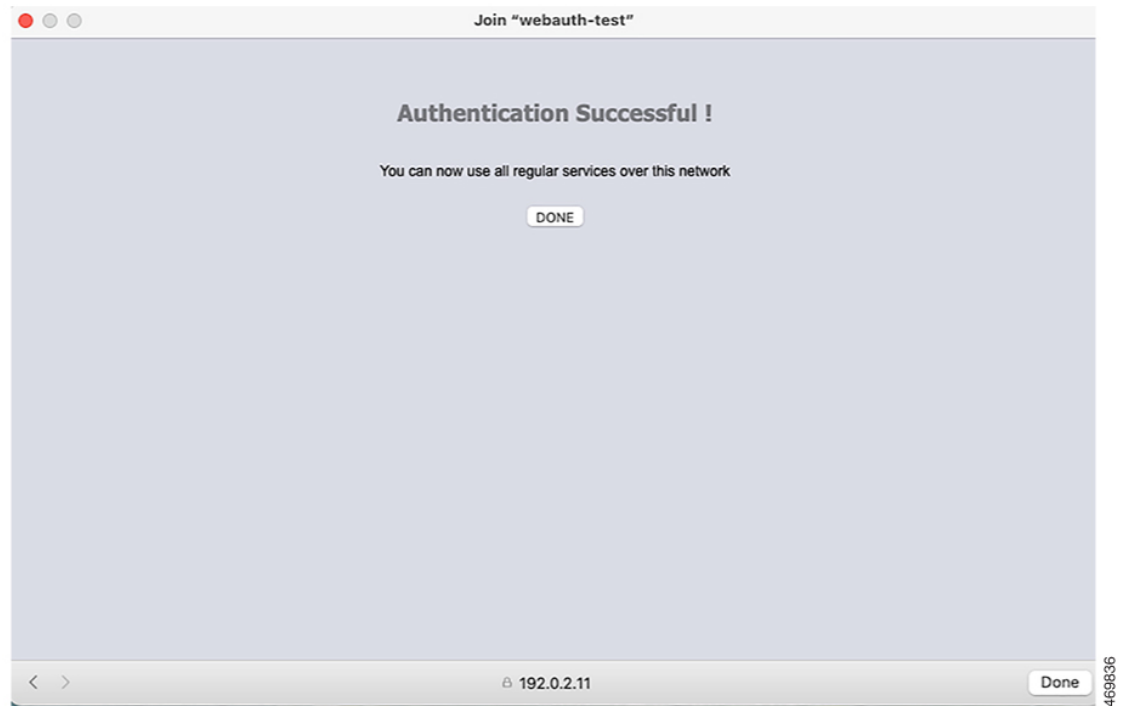 Join “webauth-test”
Authentication Successful !
You can now use all regular services over this network
DONE
192.0.2.11
Done
469836